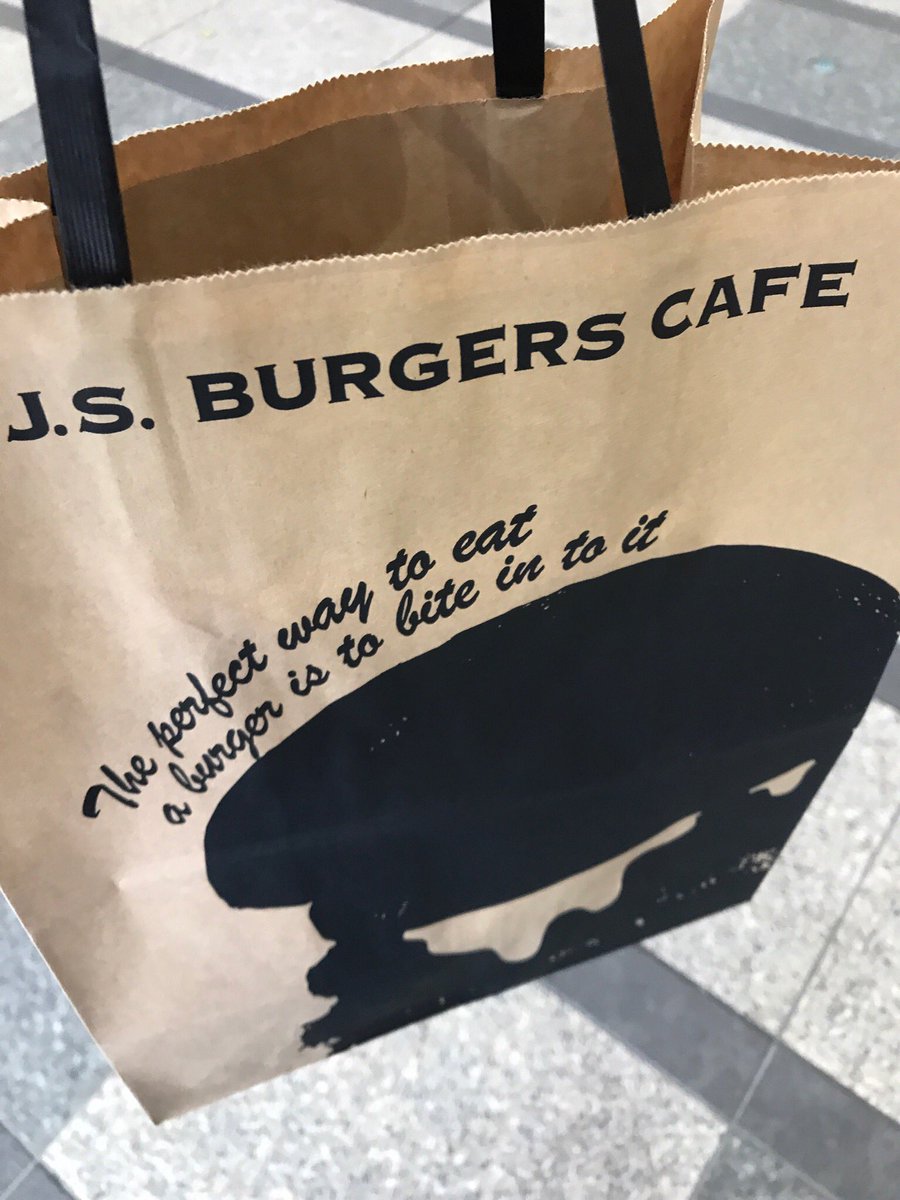 J.S. BURGERS CAFE
The perfect way to eat
a burger is to bite in to it